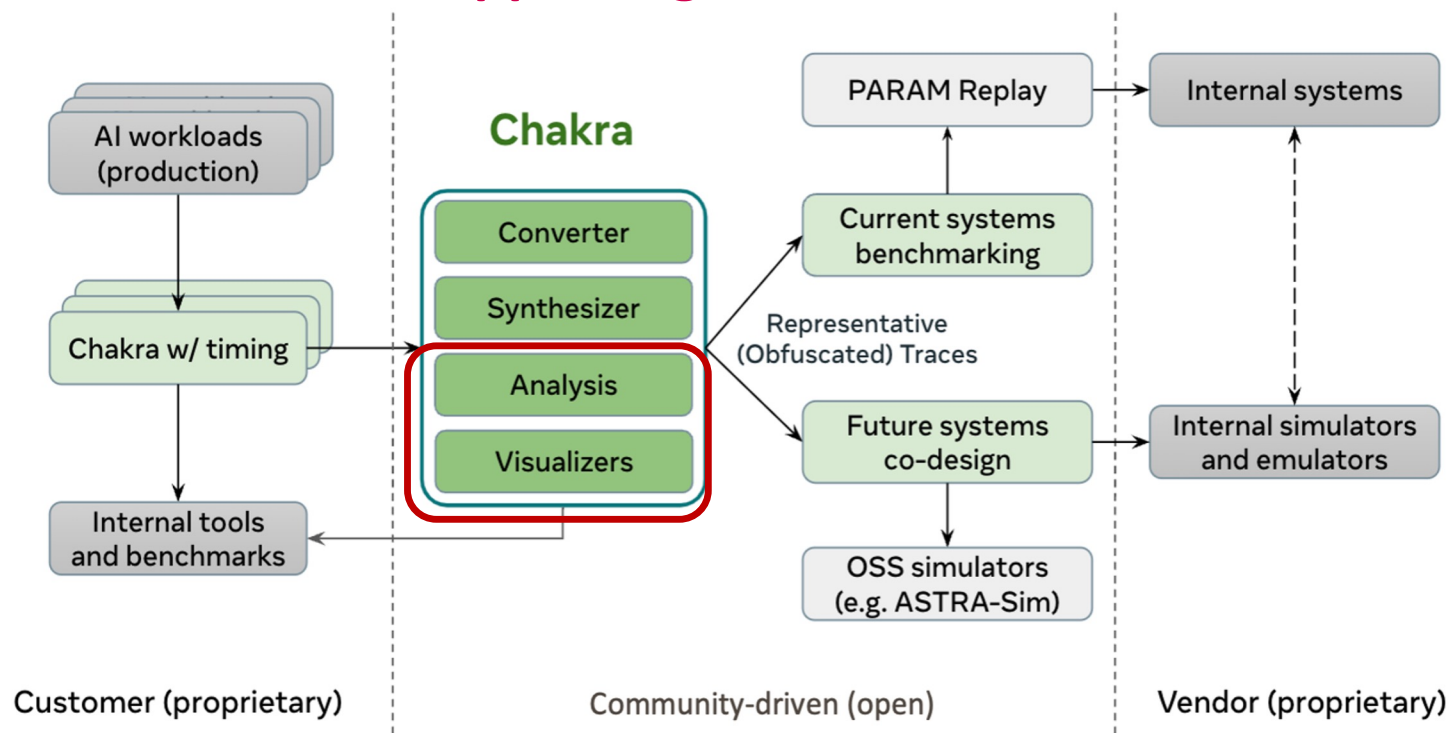 AI workloads
(production)
Chakra w/ timing
Internal tools
and benchmarks
Customer (proprietary)
Chakra
Converter
Synthesizer
Analysis
Visualizers
Representative
(Obfuscated) Traces
PARAM Replay
Current systems
benchmarking
Future systems
co-design
OSS simulators
(e.g. ASTRA-Sim)
Community-driven (open)
Internal systems
Internal simulators
and emulators
Vendor (proprietary)